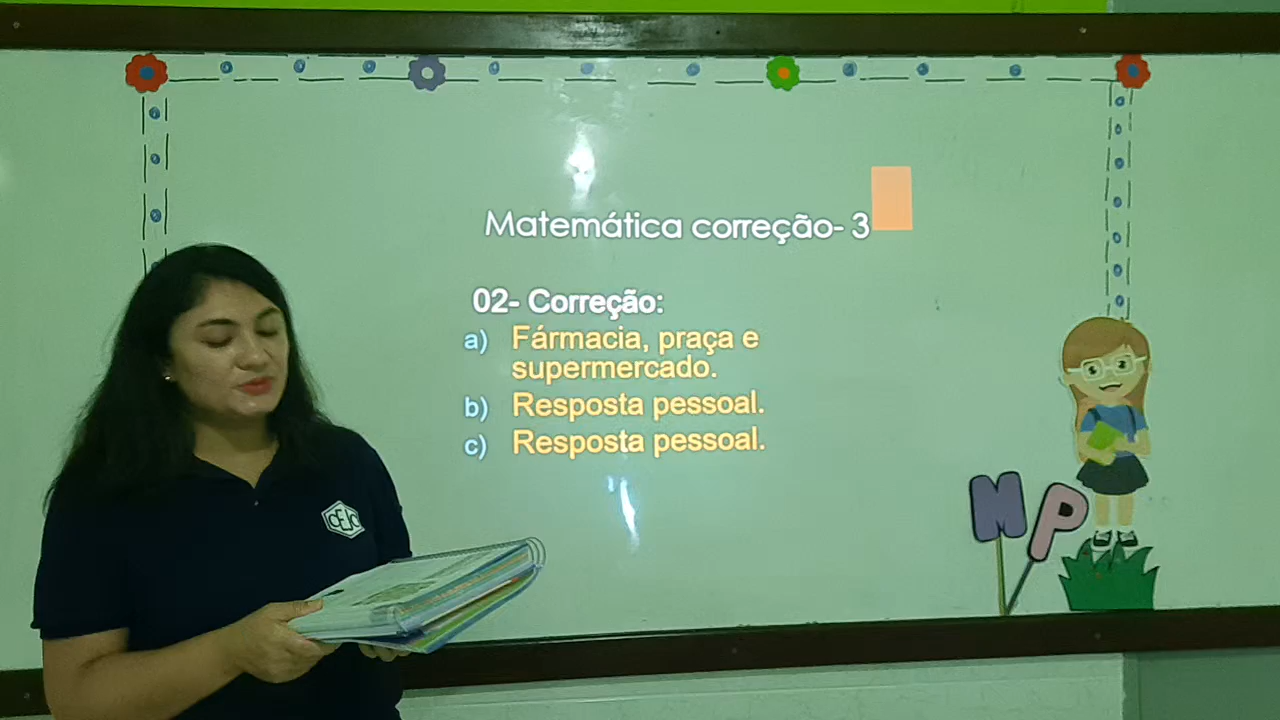 Matemática correção- 3
02- Correção:
a) Fármacia, praça e
supermercado.
b) Resposta pessoal.
c) Resposta pessoal.
CEJC
M P